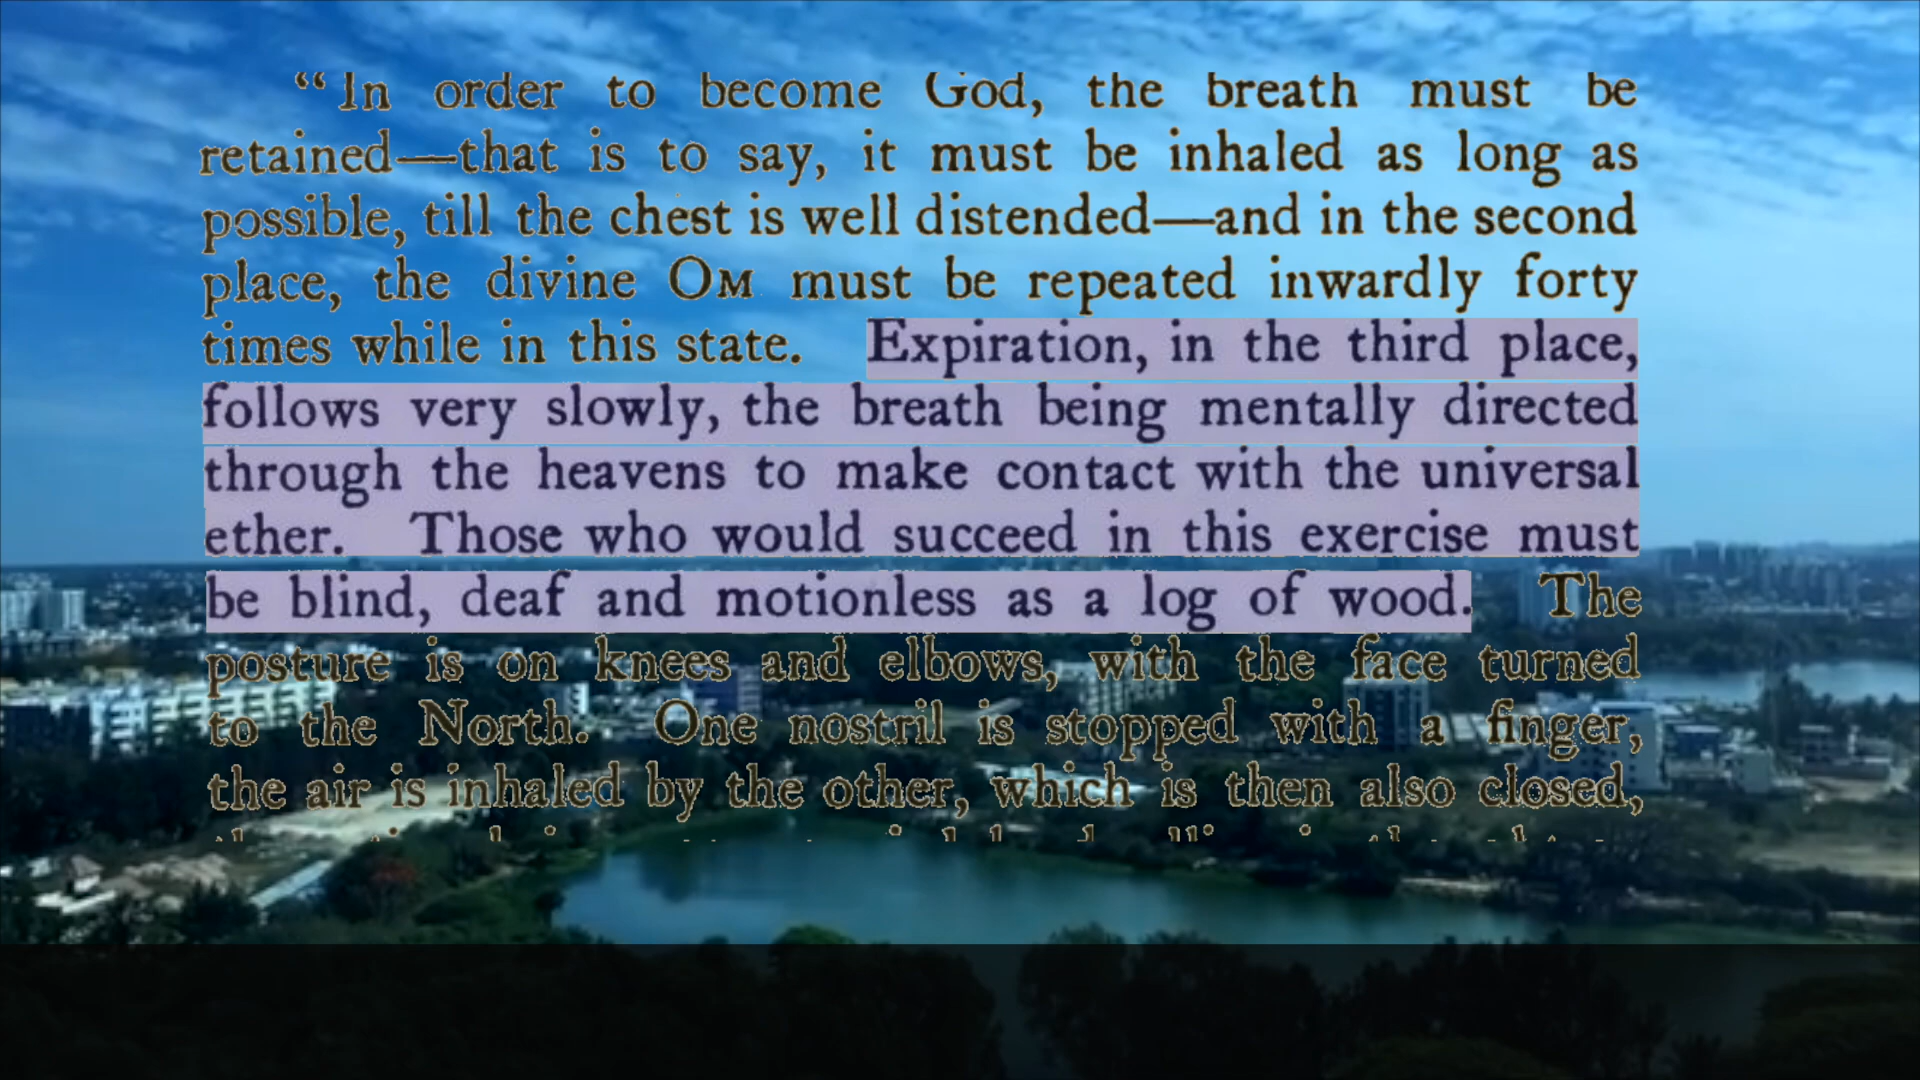 “In order to become God, the breath must be
retained—that is to say, it must be inhaled as long as
possible, till the chest is well distended—and in the second
place, the divine OM must be repeated inwardly forty
times while in this state. Expiration, in the third place,
follows very slowly, the breath being mentally directed
through the heavens to make contact with the universal
ether. Those who would succeed in this exercise must
be blind, deaf and motionless as a log of wood. The
posture is on knees and elbows, with the face turned
to the North. One nostril is stopped with a finger,
the air is inhaled by the other, which is then also closed,